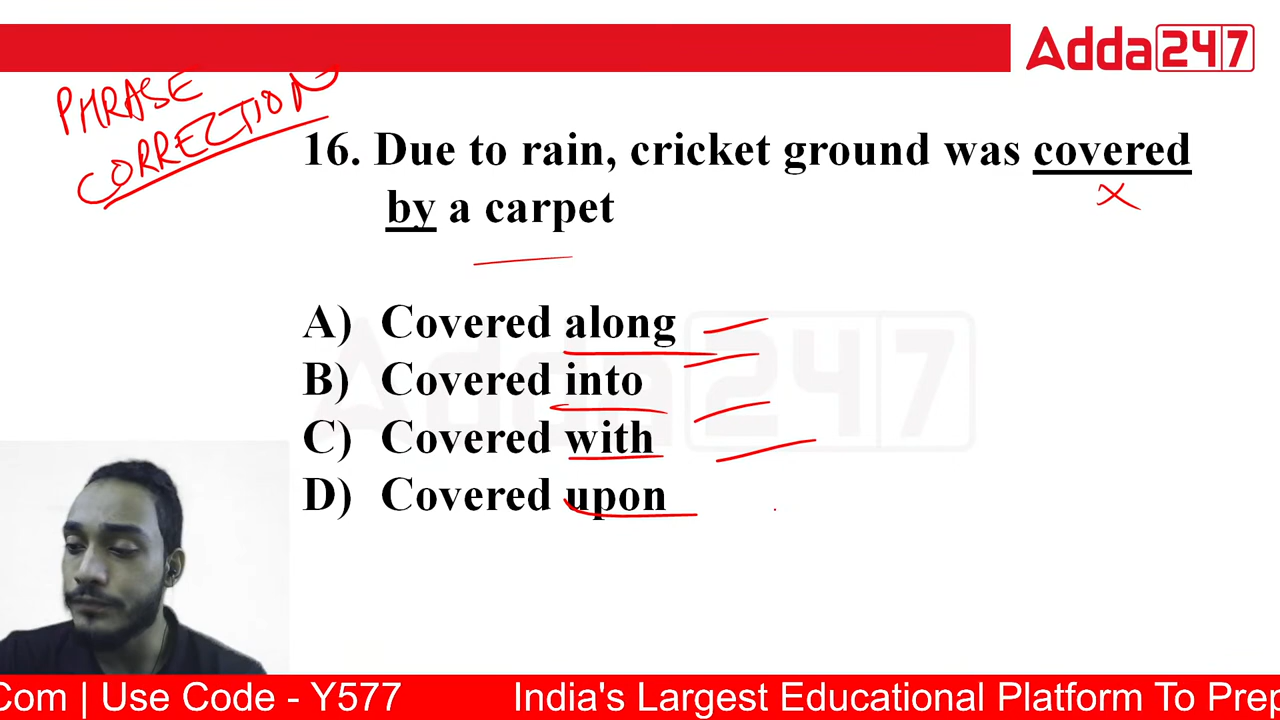 Adda247
PHRASE
CORRECTION
16. Due to rain, cricket ground was covered
by a carpet
A) Covered along
B) Covered into
C) Covered with
D) Covered upon
Adda247
Com | Use Code - Y577 India's Largest Educational Platform To Prep